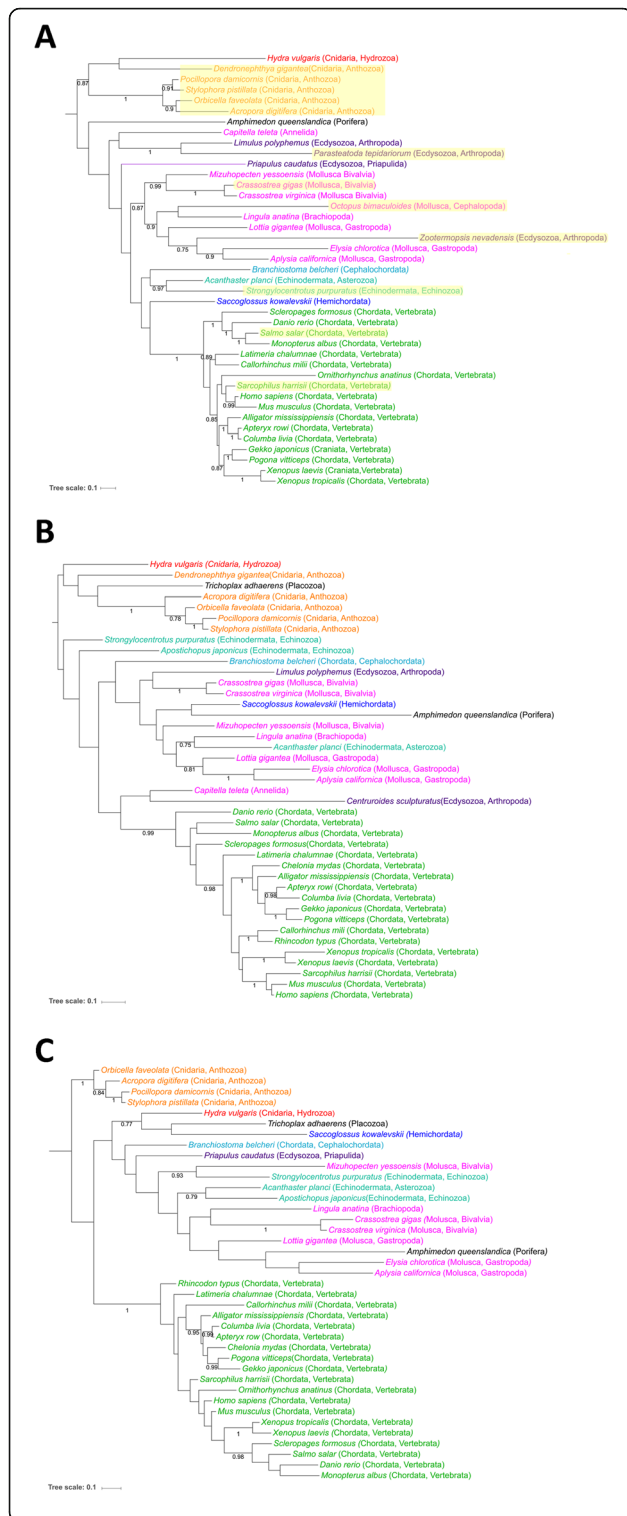 A
Hydra vulgaris (Cnidaria, Hydrozoa)
0.87
Dendronephthya gigantea(Cnidaria, Anthozoa)
Pocillopora damicornis (Cnidaria, Anthozoa)
0.91
Stylophora pistillata (Cnidaria, Anthozoa)
1
Orbicella faveolata (Cnidaria, Anthozoa)
0.9
Acropora digitifera (Cnidaria, Anthozoa)
Amphimedon queenslandica (Porifera)
Capitella teleta (Annelida)
Limulus polyphemus (Ecdysozoa, Arthropoda)
1
Parasteatoda tepidariorum (Ecdysozoa, Arthropoda)
Priapulus caudatus (Ecdysozoa, Priapulida)
Mizuhopecten yessoensis (Mollusca Bivalvia)
0.99
Crassostrea gigas (Mollusca, Bivalvia)
1
Crassostrea virginica (Mollusca, Bivalvia)
0.87
Octopus bimaculoides (Mollusca, Cephalopoda)
Lingula anatina (Brachiopoda)
0.9
Lottia gigantea (Mollusca, Gastropoda)
Zootermopsis nevadensis (Ecdysozoa, Arthropoda)
0.75
Elysia chlorotica (Mollusca, Gastropoda)
0.9
Aplysia californica (Mollusca, Gastropoda)
Branchiostoma belcheri (Cephalochordata)
Acanthaster planci (Echinodermata, Asterozoa)
0.97
Strongylocentrotus purpuratus (Echinodermata, Echinozoa)
Saccoglossus kowalevskii (Hemichordata)
Scleropages formosus (Chordata, Vertebrata)
Danio rerio (Chordata, Vertebrata)
1
Salmo salar (Chordata, Vertebrata)
1
Monopterus albus (Chordata, Vertebrata)
Latimeria chalumnae (Chordata, Vertebrata)
1
0.89
Callorhinchus milii (Chordata, Vertebrata)
Ornithorhynchus anatinus (Chordata, Vertebrata)
Sarcophilus harrisii (Chordata, Vertebrata)
1
Homo sapiens (Chordata, Vertebrata)
0.99
Mus musculus (Chordata, Vertebrata)
0.85
Alligator mississippiensis (Chordata, Vertebrata)
1
Apteryx rowi (Chordata, Vertebrata)
1
Columba livia (Chordata, Vertebrata)
Gekko japonicus (Craniata, Vertebrata)
1
Pogona vitticeps (Chordata, Vertebrata)
0.87
Xenopus laevis (Craniata,Vertebrata)
1
Xenopus tropicalis (Chordata, Vertebrata)
Tree scale: 0.1
B
Hydra vulgaris (Cnidaria, Hydrozoa)
Dendronephthya gigantea(Cnidaria, Anthozoa)
Trichoplax adhaerens (Placozoa)
Acropora digitifera (Cnidaria, Anthozoa)
1
Orbicella faveolata (Cnidaria, Anthozoa)
0.78
Pocillopora damicornis (Cnidaria, Anthozoa)
1
Stylophora pistillata (Cnidaria, Anthozoa)
Strongylocentrotus purpuratus (Echinodermata, Echinozoa)
Apostichopus japonicus (Echinodermata, Echinozoa)
Branchiostoma belcheri (Chordata, Cephalochordata)
Limulus polyphemus (Ecdysozoa, Arthropoda)
Crassostrea gigas (Mollusca, Bivalvia)
1
Crassostrea virginica (Mollusca, Bivalvia)
Saccoglossus kowalevskii (Hemichordata)
Amphimedon queenslandica (Porifera)
Mizuhopecten yessoensis (Mollusca, Bivalvia)
Lingula anatina (Brachiopoda)
0.75
Acanthaster planci (Echinodermata, Asterozoa)
Lottia gigantea (Mollusca, Gastropoda)
0.81
Elysia chlorotica (Mollusca, Gastropoda)
1
Aplysia californica (Mollusca, Gastropoda)
Capitella teleta (Annelida)
Centruroides sculpturatus(Ecdysozoa, Arthropoda)
Danio rerio (Chordata, Vertebrata)
0.99
Salmo salar (Chordata, Vertebrata)
Monopterus albus (Chordata, Vertebrata)
Scleropages formosus(Chordata, Vertebrata)
Latimeria chalumnae (Chordata, Vertebrata)
0.98
Chelonia mydas (Chordata, Vertebrata)
1
Alligator mississippiensis (Chordata, Vertebrata)
Apteryx rowi (Chordata, Vertebrata)
0.98
Columba livia (Chordata, Vertebrata)
Gekko japonicus (Chordata, Vertebrata)
1
Pogona vitticeps (Chordata, Vertebrata)
Callorhinchus mili (Chordata, Vertebrata)
1
Rhincodon typus (Chordata, Vertebrata)
Xenopus tropicalis (Chordata, Vertebrata)
1
Xenopus laevis (Chordata, Vertebrata)
Sarcophilus harrisii (Chordata, Vertebrata)
Mus musculus (Chordata, Vertebrata)
1
Homo sapiens (Chordata, Vertebrata)
Tree scale: 0.1
C
Orbicella faveolata (Cnidaria, Anthozoa)
1
Acropora digitifera (Cnidaria, Anthozoa)
0.84
Pocillopora damicornis (Cnidaria, Anthozoa)
1
Stylophora pistillata (Cnidaria, Anthozoa)
Hydra vulgaris (Cnidaria, Hydrozoa)
0.77
Trichoplax adhaerens (Placozoa)
Saccoglossus kowalevskii (Hemichordata)
Branchiostoma belcheri (Chordata, Cephalochordata)
Priapulus caudatus (Ecdysozoa, Priapulida)
Mizuhopecten yessoensis (Molusca, Bivalvia)
0.93
Strongylocentrotus purpuratus (Echinodermata, Echinozoa)
Acanthaster planci (Echinodermata, Asterozoa)
0.79
Apostichopus japonicus(Echinodermata, Echinozoa)
Lingula anatina (Brachiopoda)
Crassostrea gigas (Molusca, Bivalvia)
1
Crassostrea virginica (Molusca, Bivalvia)
Lottia gigantea (Molusca, Gastropoda)
Amphimedon queenslandica (Porifera)
Elysia chlorotica (Molusca, Gastropoda)
Aplysia californica (Molusca, Gastropoda)
Rhincodon typus (Chordata, Vertebrata)
Latimeria chalumnae (Chordata, Vertebrata)
1
Callorhinchus milii (Chordata, Vertebrata)
Alligator mississippiensis (Chordata, Vertebrata)
Columba livia (Chordata, Vertebrata)
0.95
0.99
Apteryx row (Chordata, Vertebrata)
Chelonia mydas (Chordata, Vertebrata)
Pogona vitticeps(Chordata, Vertebrata)
0.99
Gekko japonicus (Chordata, Vertebrata)
Sarcophilus harrisii (Chordata, Vertebrata)
Ornithorhynchus anatinus (Chordata, Vertebrata)
Homo sapiens (Chordata, Vertebrata)
Mus musculus (Chordata, Vertebrata)
Xenopus tropicalis (Chordata, Vertebrata)
1
Xenopus laevis (Chordata, Vertebrata)
Scleropages formosus (Chordata, Vertebrata)
0.98
Salmo salar (Chordata, Vertebrata)
Danio rerio (Chordata, Vertebrata)
Monopterus albus (Chordata, Vertebrata)
Tree scale: 0.1